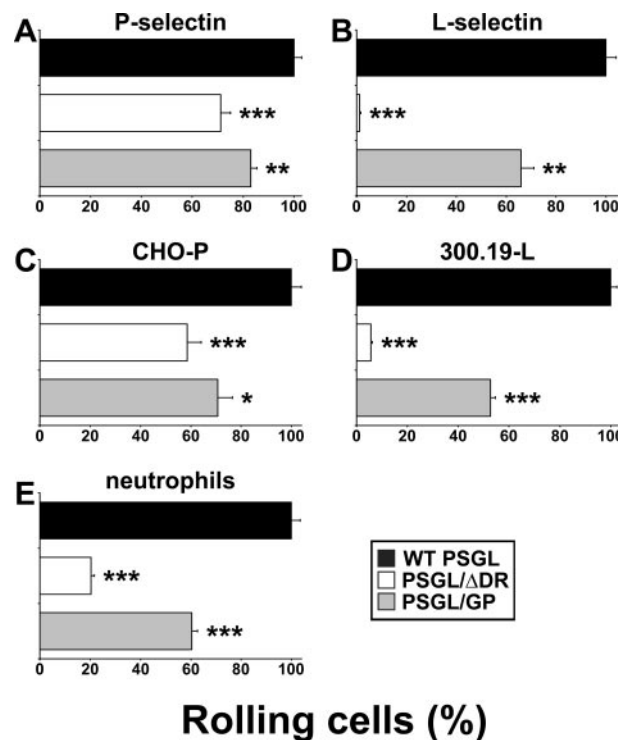 A P-selectin
***
**
0 20 40 60 80 100
B L-selectin
***
**
0 20 40 60 80 100
C CHO-P
***
*
0 20 40 60 80 100
D 300.19-L
***
***
0 20 40 60 80 100
E neutrophils
***
***
0 20 40 60 80 100
WT PSGL
PSGL/ΔDR
PSGL/GP
Rolling cells (%)